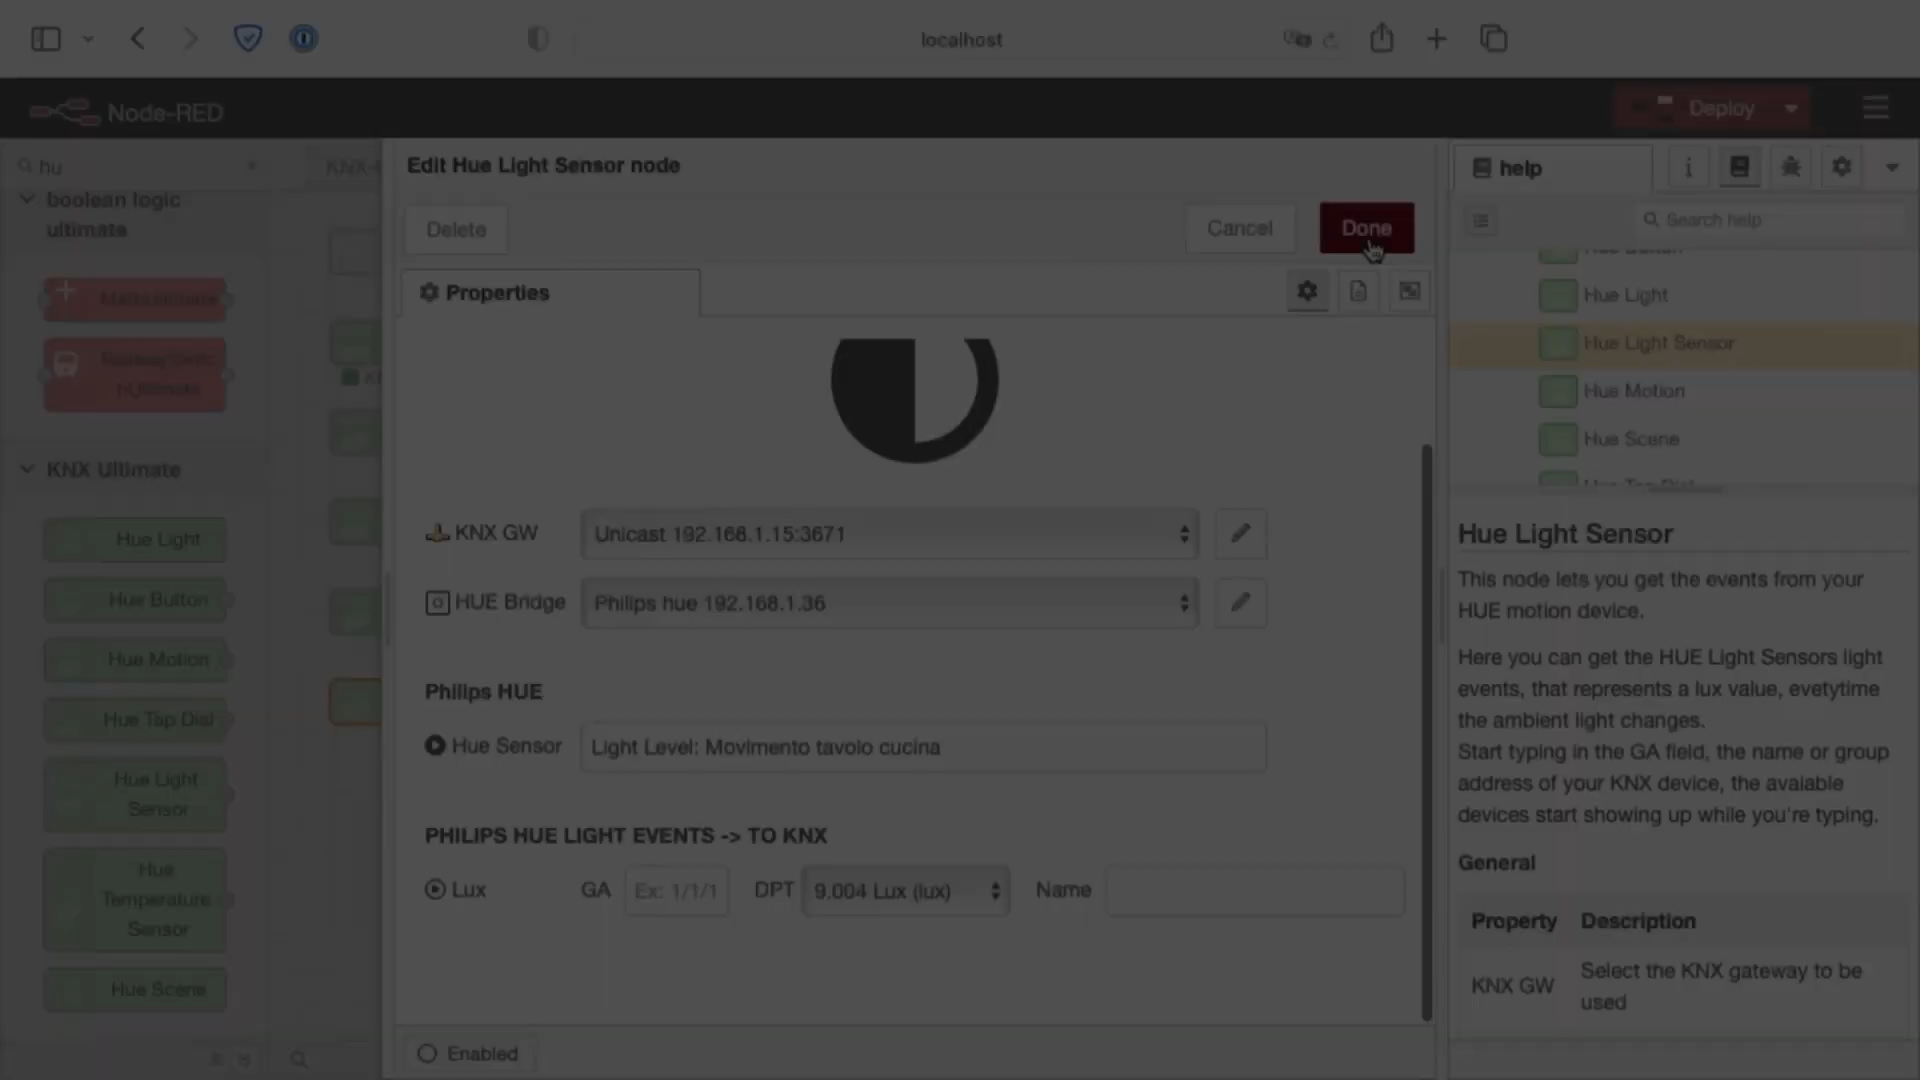 localhost
Node-RED
Deploy
hu
boolean logic
ultimate
KNX Ultimate
Hue Light
Hue Button
Hue Motion
Hue Tap Dial
Hue Light
Sensor
Hue
Temperature
Sensor
Hue Scene
Edit Hue Light Sensor node
Delete
Cancel
Done
Properties
KNX GW
Unicast 192.168.1.15:3671
HUE Bridge
Philips hue 192.168.1.36
Philips HUE
Hue Sensor
Light Level: Movimento tavolo cucina
PHILIPS HUE LIGHT EVENTS -> TO KNX
Lux GA Ex: 1/1/1 DPT 9.004 Lux (lux) Name
Enabled
help
Search help
Hue Button
Hue Light
Hue Light Sensor
Hue Motion
Hue Scene
Hue Tap Dial
Hue Light Sensor
This node lets you get the events from your
HUE motion device.
Here you can get the HUE Light Sensors light
events, that represents a lux value, evetytime
the ambient light changes.
Start typing in the GA field, the name or group
address of your KNX device, the avaiable
devices start showing up while you're typing.
General
Property Description
KNX GW
Select the KNX gateway to be
used